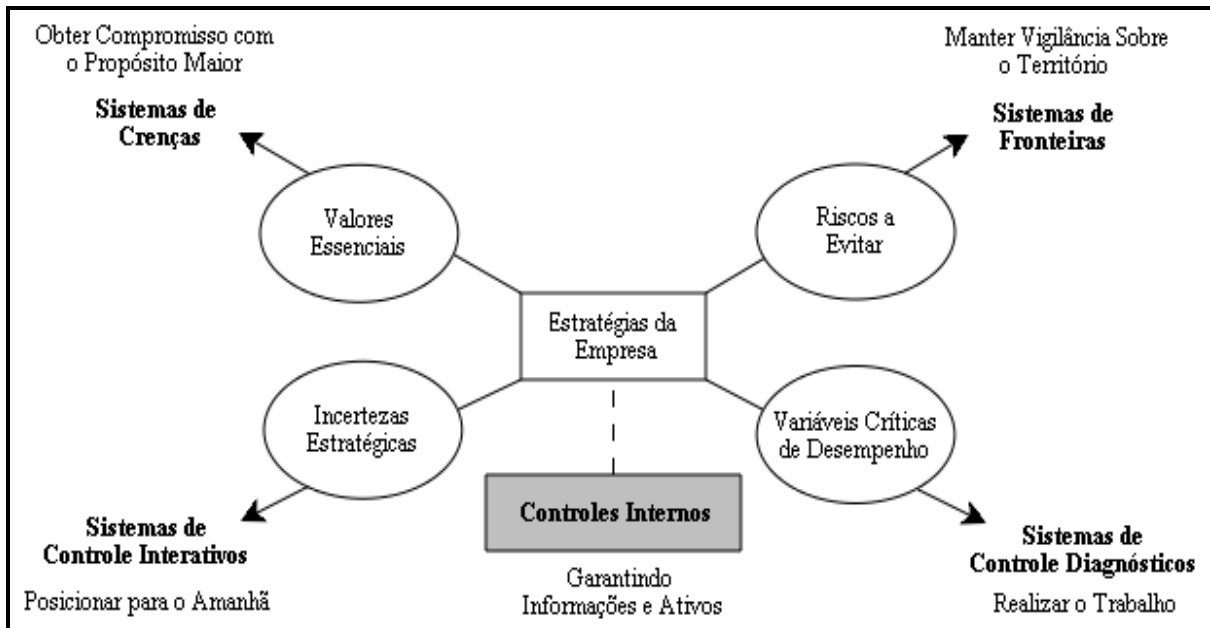 Obter Compromisso com
o Propósito Maior
Sistemas de
Crenças
Manter Vigilância Sobre
o Território
Sistemas de
Fronteiras
Valores
Essenciais
Riscos a
Evitar
Estratégias da
Empresa
Incertezas
Estratégicas
Variáveis Críticas
de Desempenho
Controles Internos
Garantindo
Informações e Ativos
Sistemas de
Controle Interativos
Posicionar para o Amanhã
Sistemas de
Controle Diagnósticos
Realizar o Trabalho